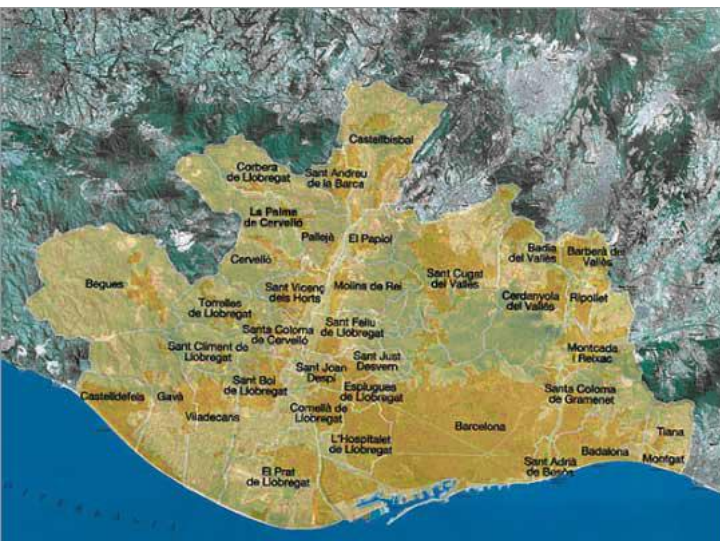 Castellbisbal
Corbera
de Llobregat
Sant Andreu
de la Barca
La Palma
de Cervelló
Pallejà
El Papiol
Badia
del Vallès
Barberà del
Vallès
Cervelló
Begues
Sant Vicenç
dels Horts
Molins de Rei
Sant Cugat
del Vallès
Cerdanyola
del Vallès
Ripollet
Torrelles
de Llobregat
Santa Coloma
de Cervelló
Sant Feliu
de Llobregat
Sant Climent de
Llobregat
Sant Just
Desvern
Montcada
i Reixac
Sant Joan
Despí
Sant Boi
de Llobregat
Esplugues
de Llobregat
Santa Coloma
de Gramenet
Castelldefels
Gavà
Viladecans
Cornellà de
Llobregat
Barcelona
Tiana
L'Hospitalet
de Llobregat
Badalona
Montgat
Sant Adrià
de Besòs
El Prat
de Llobregat